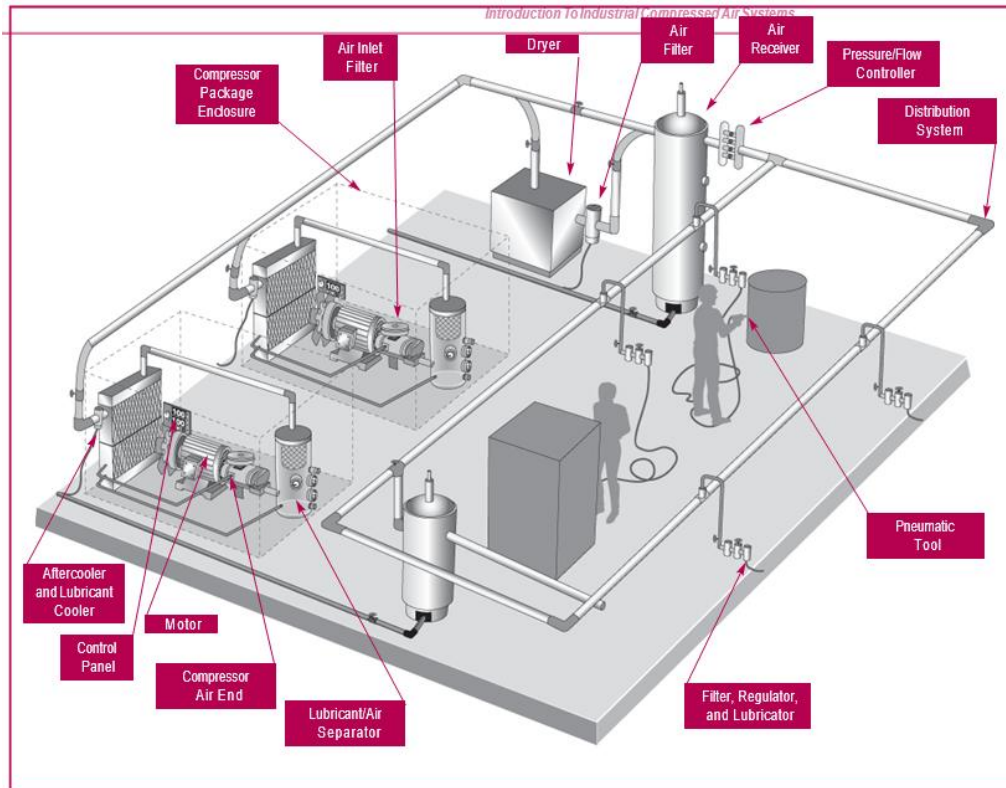 Introduction To Industrial Compressed Air Systems
Compressor
Package
Enclosure
Air Inlet
Filter
Dryer
Air
Filter
Air
Receiver
Pressure/Flow
Controller
Distribution
System
100
100
Aftercooler
and Lubricant
Cooler
Control
Panel
Motor
Compressor
Air End
Lubricant/Air
Separator
Pneumatic
Tool
Filter, Regulator,
and Lubricator